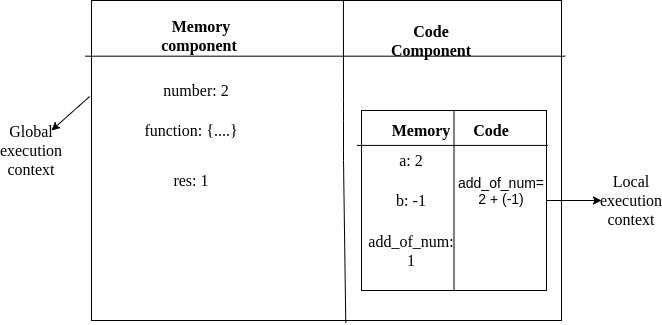 Memory
component
Code
Component
number: 2
function: {....}
res: 1
Global
execution
context
Memory
Code
a: 2
b: -1
add_of_num:
1
add_of_num=
2 + (-1)
Local
execution
context